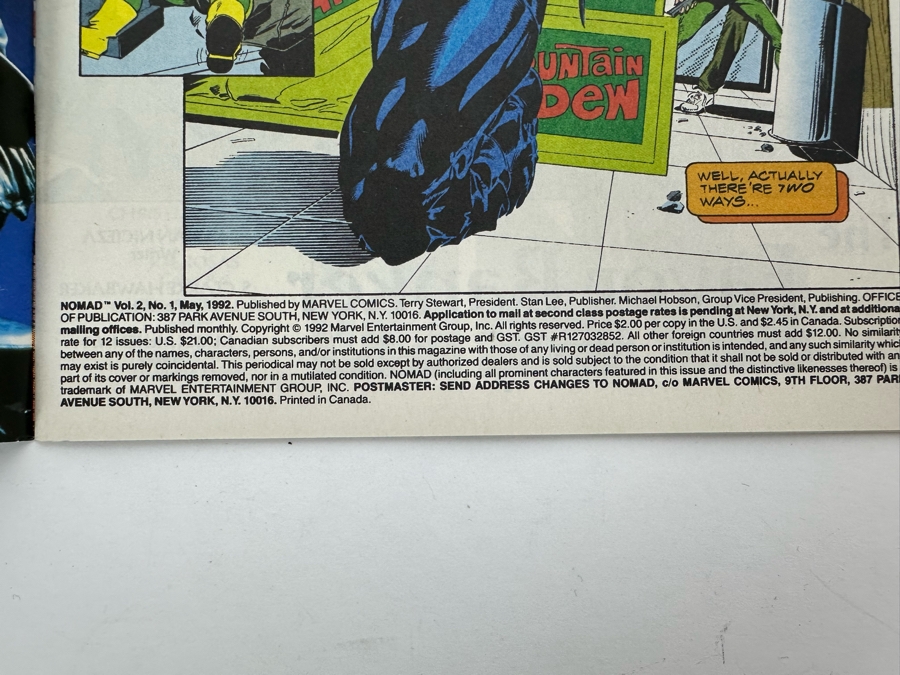 UNTain
Dew
WELL, ACTUALLY
THERE'RE TWO
WAYS...
NOMAD™ Vol. 2, No. 1, May, 1992. Published by MARVEL COMICS. Terry Stewart, President. Stan Lee, Publisher. Michael Hobson, Group Vice President, Publishing. OFFICE
OF PUBLICATION: 387 PARK AVENUE SOUTH, NEW YORK, N.Y. 10016. Application to mail at second class postage rates is pending at New York, N.Y. and at additiona
mailing offices. Published monthly. Copyright © 1992 Marvel Entertainment Group, Inc. All rights reserved. Price $2.00 per copy in the U.S. and $2.45 in Canada. Subscription
rate for 12 issues: U.S. $21.00; Canadian subscribers must add $8.00 for postage and GST. GST #R127032852. All other foreign countries must add $12.00. No similarity
between any of the names, characters, persons, and/or institutions in this magazine with those of any living or dead person or institution is intended, and any such similarity which
may exist is purely coincidental. This periodical may not be sold except by authorized dealers and is sold subject to the condition that it shall not be sold or distributed with an
part of its cover or markings removed, nor in a mutilated condition. NOMAD (including all prominent characters featured in this issue and the distinctive likenesses thereof) is
trademark of MARVEL ENTERTAINMENT GROUP, INC. POSTMASTER: SEND ADDRESS CHANGES TO NOMAD, c/o MARVEL COMICS, 9TH FLOOR, 387 PARK
AVENUE SOUTH, NEW YORK, N.Y. 10016. Printed in Canada.